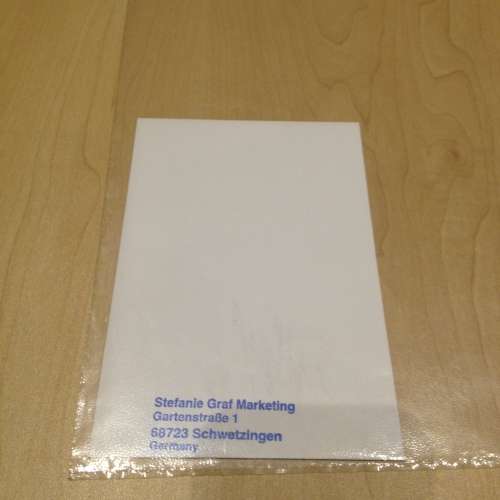 Stefanie Graf Marketing
Gartenstraße 1
68723 Schwetzingen
Germany